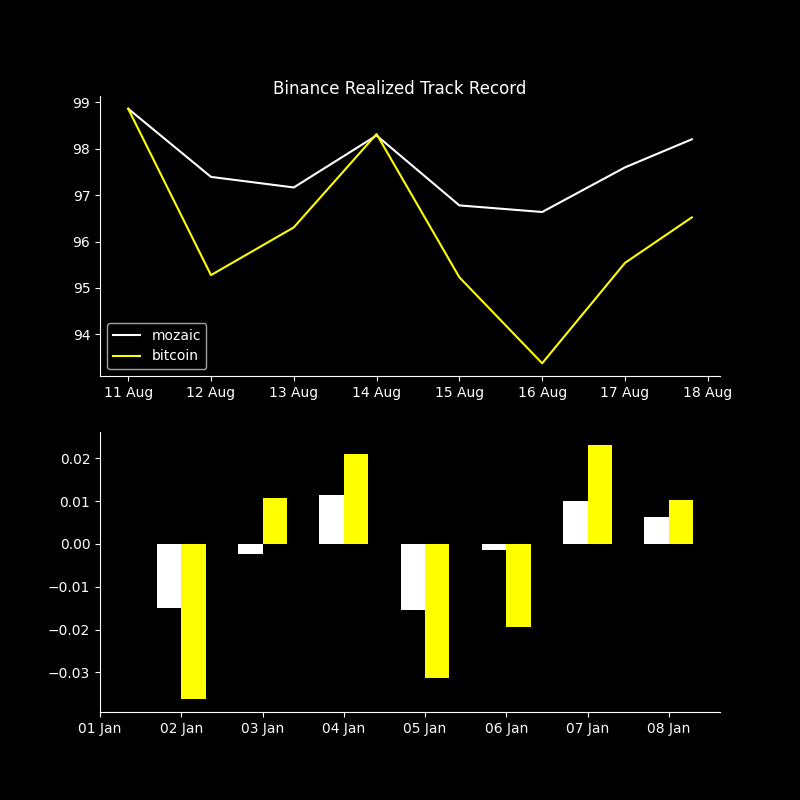 Binance Realized Track Record
99
98
97
96
95
94
mozaic
bitcoin
11 Aug 12 Aug 13 Aug 14 Aug 15 Aug 16 Aug 17 Aug 18 Aug
0.02
0.01
0.00
−0.01
−0.02
−0.03
01 Jan 02 Jan 03 Jan 04 Jan 05 Jan 06 Jan 07 Jan 08 Jan